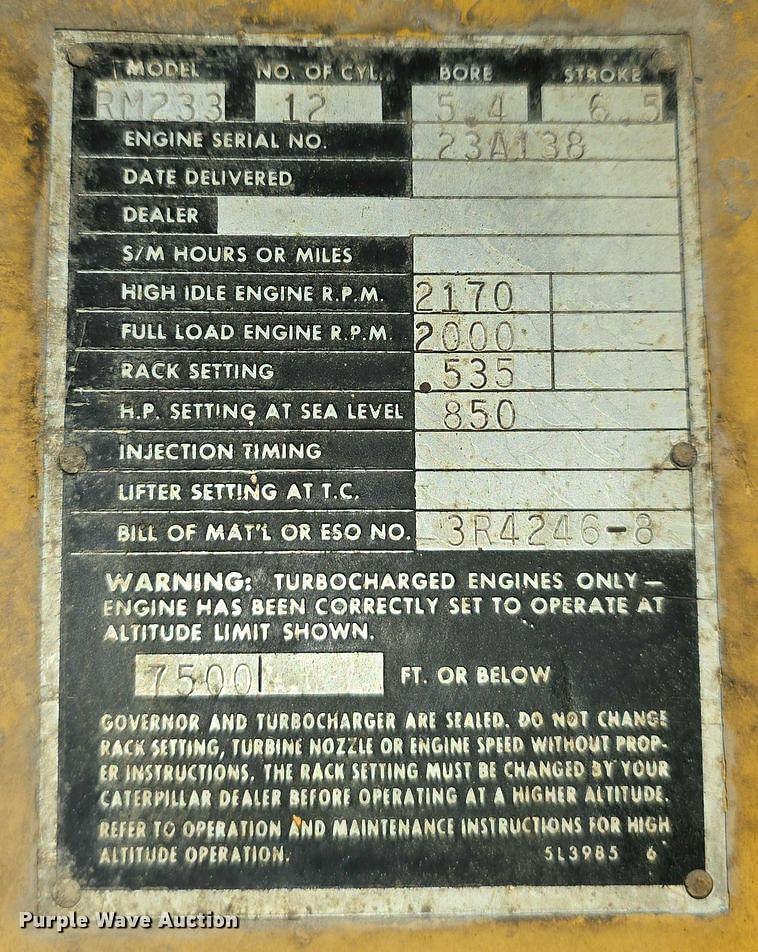 MODEL NO. OF CYL. BORE STROKE
RM233 12 5.4 6.5
ENGINE SERIAL NO. 23A138
DATE DELIVERED
DEALER
S/M HOURS OR MILES
HIGH IDLE ENGINE R.P.M. 2170
FULL LOAD ENGINE R.P.M. 2000
RACK SETTING .535
H.P. SETTING AT SEA LEVEL 850
INJECTION TIMING
LIFTER SETTING AT T.C.
BILL OF MAT'L OR ESO NO. 3R4246-8
WARNING: TURBOCHARGED ENGINES ONLY—
ENGINE HAS BEEN CORRECTLY SET TO OPERATE AT
ALTITUDE LIMIT SHOWN.
7500 FT. OR BELOW
GOVERNOR AND TURBOCHARGER ARE SEALED. DO NOT CHANGE
RACK SETTING, TURBINE NOZZLE OR ENGINE SPEED WITHOUT PROP-
ER INSTRUCTIONS. THE RACK SETTING MUST BE CHANGED BY YOUR
CATERPILLAR DEALER BEFORE OPERATING AT A HIGHER ALTITUDE.
REFER TO OPERATION AND MAINTENANCE INSTRUCTIONS FOR HIGH
ALTITUDE OPERATION. 5L3985 6
Purple Wave Auction